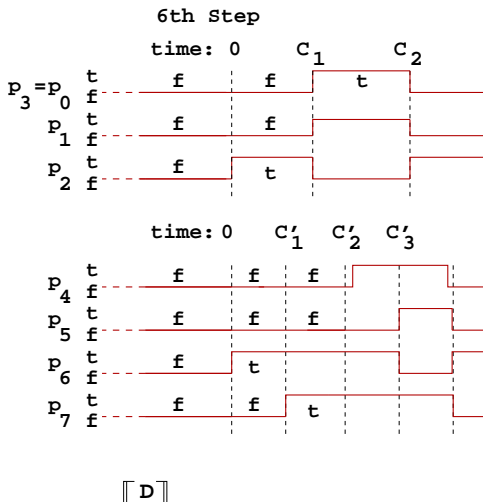 6th Step
time: 0 C1 C2
p3=p0 t f f f t
p1 t f f f
p2 t f f t
time: 0 C'1 C'2 C'3
p4 t f f f f
p5 t f f f f
p6 t f f t
p7 t f f f t
⟦D⟧